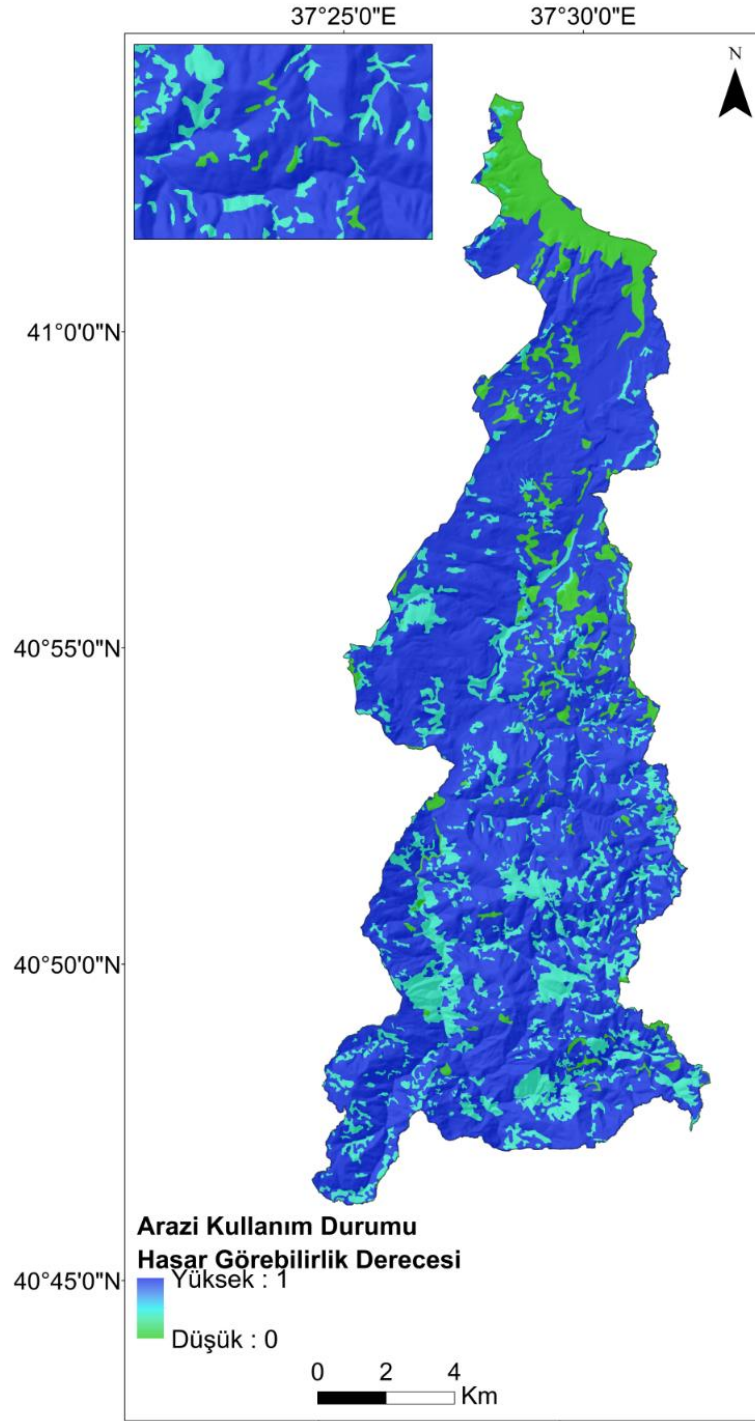 37°25'0"E
37°30'0"E
N
41°0'0"N
40°55'0"N
40°50'0"N
40°45'0"N
Arazi Kullanım Durumu
Hasar Görebilirlik Derecesi
Yüksek : 1
Düşük : 0
0 2 4
Km